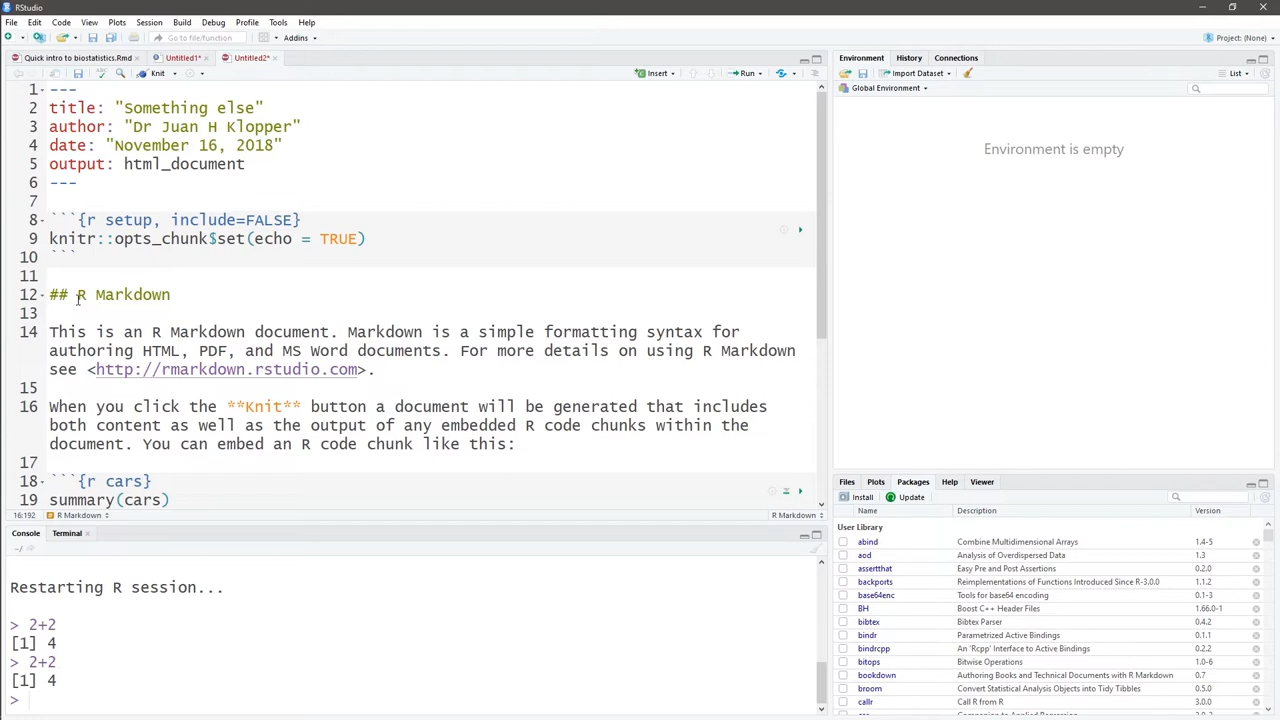 RStudio
File Edit Code View Plots Session Build Debug Profile Tools Help
Go to file/function Addins Project: (None)
Quick intro to biostatistics.Rmd Untitled1* Untitled2*
Knit Insert Run
1 ---
2 title: "Something else"
3 author: "Dr Juan H Klopper"
4 date: "November 16, 2018"
5 output: html_document
6 ---
7
8 ```{r setup, include=FALSE}
9 knitr::opts_chunk$set(echo = TRUE)
10 ```
11
12 ## R Markdown
13
14 This is an R Markdown document. Markdown is a simple formatting syntax for
authoring HTML, PDF, and MS Word documents. For more details on using R Markdown
see <http://rmarkdown.rstudio.com>.
15
16 When you click the **Knit** button a document will be generated that includes
both content as well as the output of any embedded R code chunks within the
document. You can embed an R code chunk like this:
17
18 ```{r cars}
19 summary(cars)
16:192 R Markdown R Markdown
Console Terminal
~/
Restarting R session...
> 2+2
[1] 4
> 2+2
[1] 4
>
Environment History Connections
Import Dataset List
Global Environment
Environment is empty
Files Plots Packages Help Viewer
Install Update
Name Description Version
User Library
abind Combine Multidimensional Arrays 1.4-5
aod Analysis of Overdispersed Data 1.3
assertthat Easy Pre and Post Assertions 0.2.0
backports Reimplementations of Functions Introduced Since R-3.0.0 1.1.2
base64enc Tools for base64 encoding 0.1-3
BH Boost C++ Header Files 1.66.0-1
bibtex Bibtex Parser 0.4.2
bindr Parametrized Active Bindings 0.1.1
bindrcpp An 'Rcpp' Interface to Active Bindings 0.2.2
bitops Bitwise Operations 1.0-6
bookdown Authoring Books and Technical Documents with R Markdown 0.7
broom Convert Statistical Analysis Objects into Tidy Tibbles 0.5.0
callr Call R from R 3.0.0